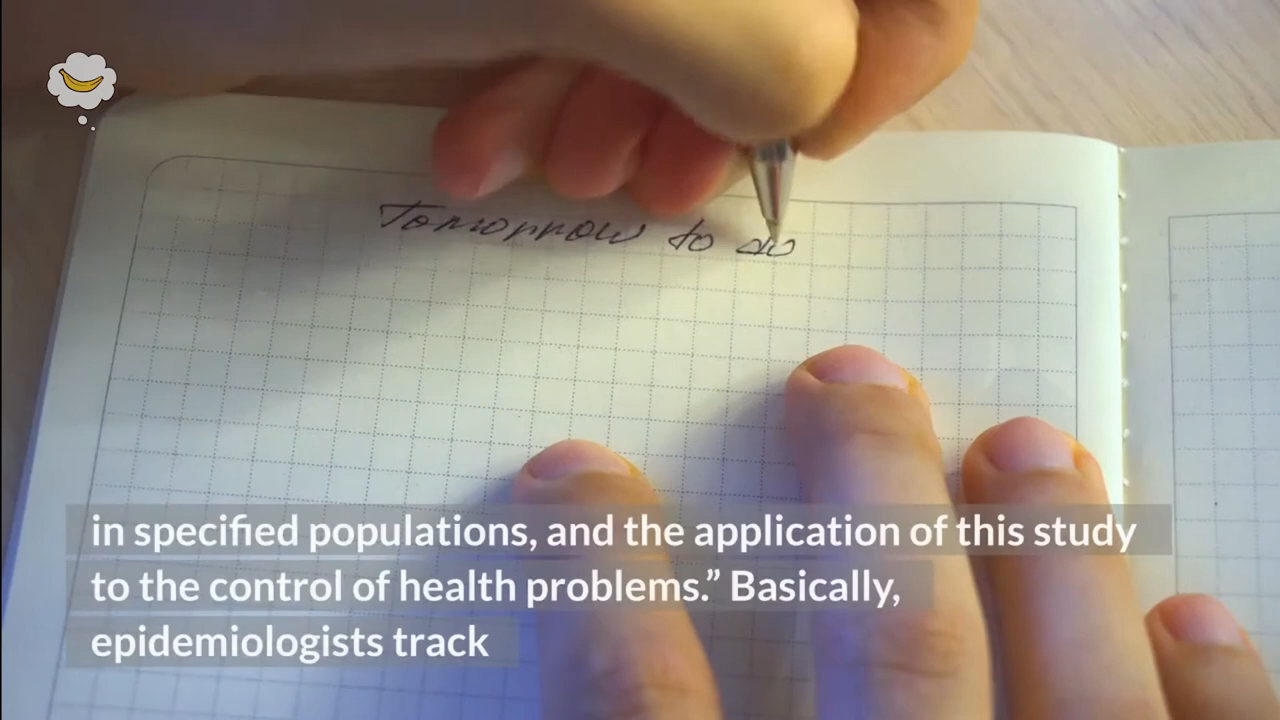 Tomorrow to do
in specified populations, and the application of this study
to the control of health problems.” Basically,
epidemiologists track